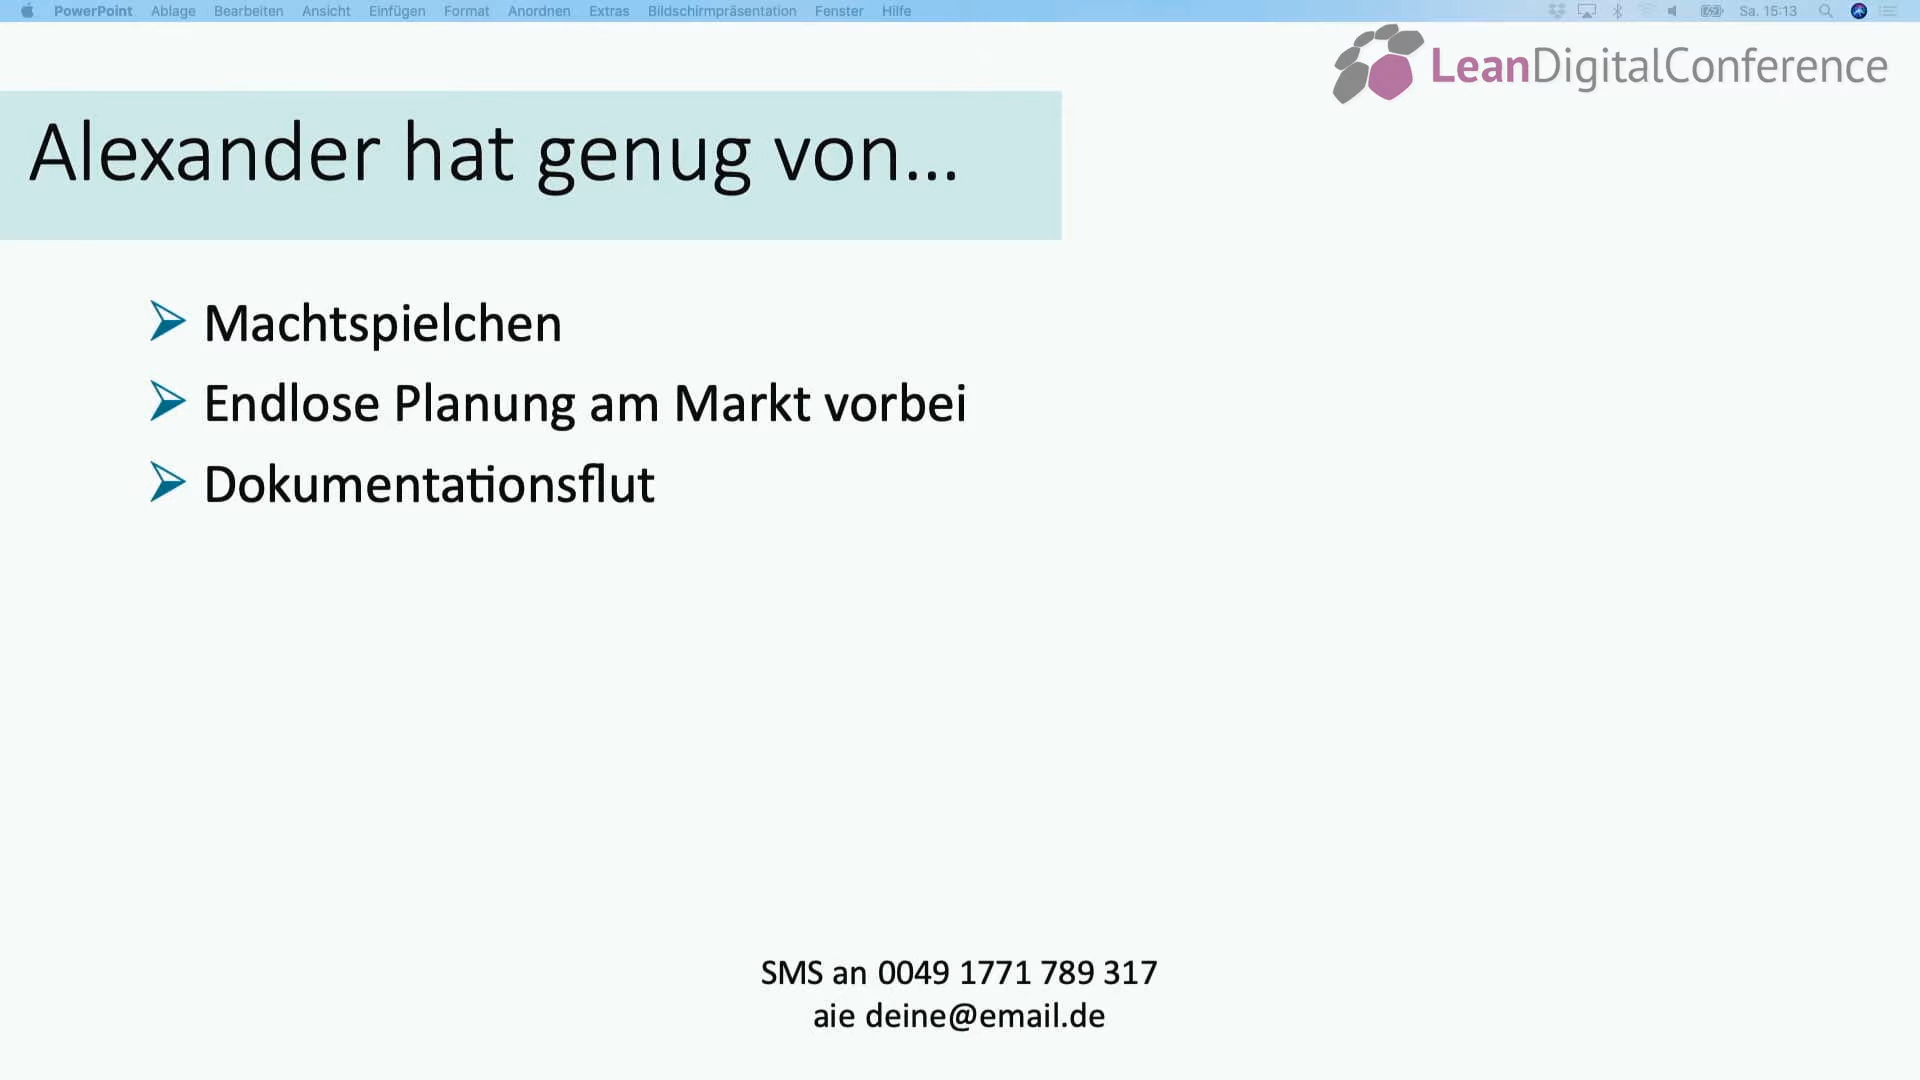 PowerPoint Ablage Bearbeiten Ansicht Einfügen Format Anordnen Extras Bildschirmpräsentation Fenster Hilfe Sa. 15:13
LeanDigitalConference
Alexander hat genug von...
Machtspielchen
Endlose Planung am Markt vorbei
Dokumentationsflut
SMS an 0049 1771 789 317
aie deine@email.de